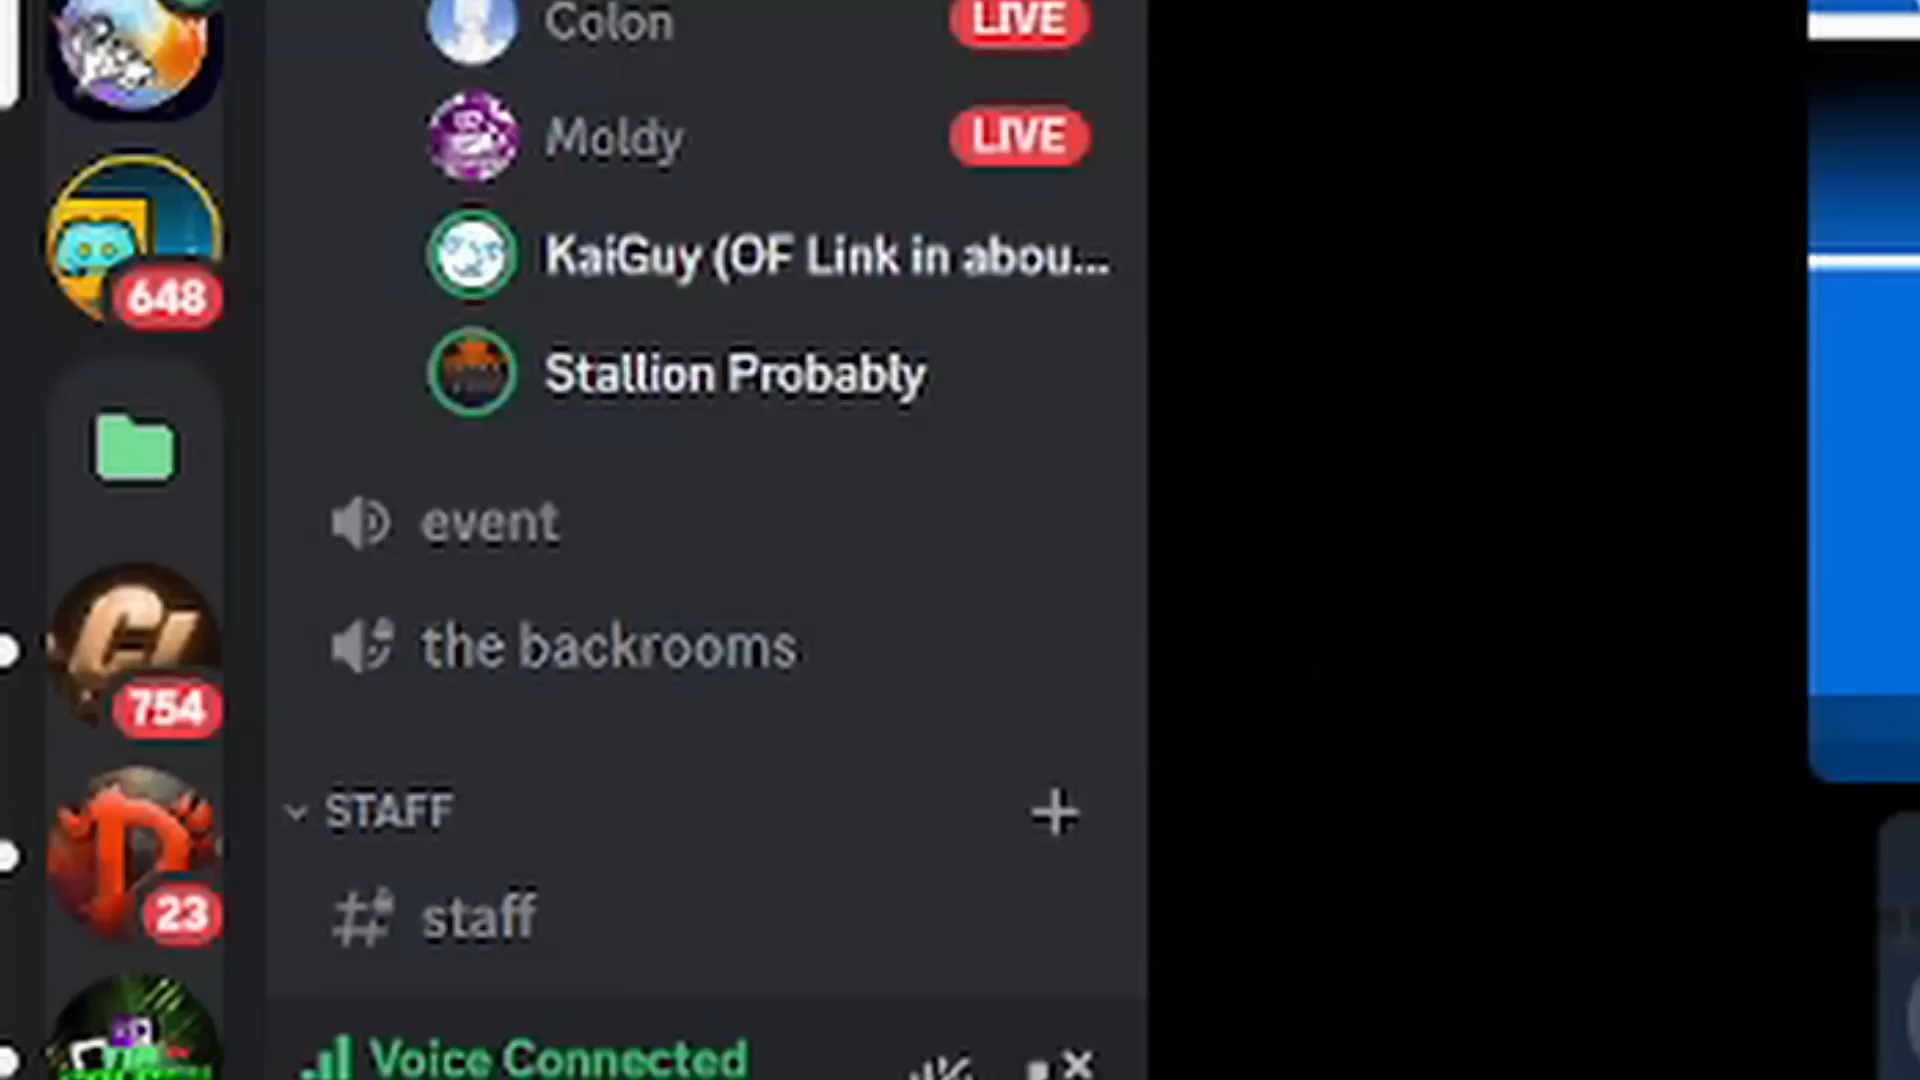 Colon LIVE
Moldy LIVE
648
KaiGuy (OF Link in abou...
Stallion Probably
event
the backrooms
754
STAFF
23
staff
Voice Connected